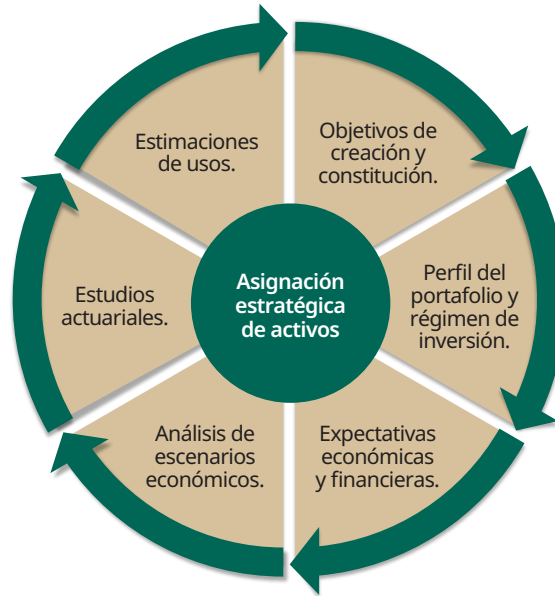 Objetivos de
creación y
constitución.
Perfil del
portafolio y
régimen de
inversión.
Expectativas
económicas
y financieras.
Análisis de
escenarios
económicos.
Estudios
actuariales.
Estimaciones
de usos.
Asignación
estratégica
de activos